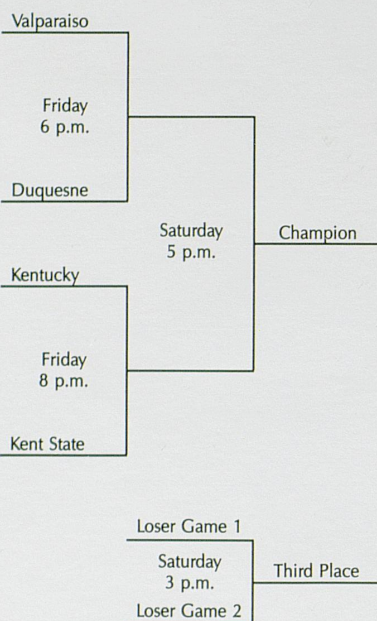 Valparaiso
Friday
6 p.m.
Duquesne
Saturday
5 p.m.
Champion
Kentucky
Friday
8 p.m.
Kent State
Loser Game 1
Saturday
3 p.m.
Third Place
Loser Game 2